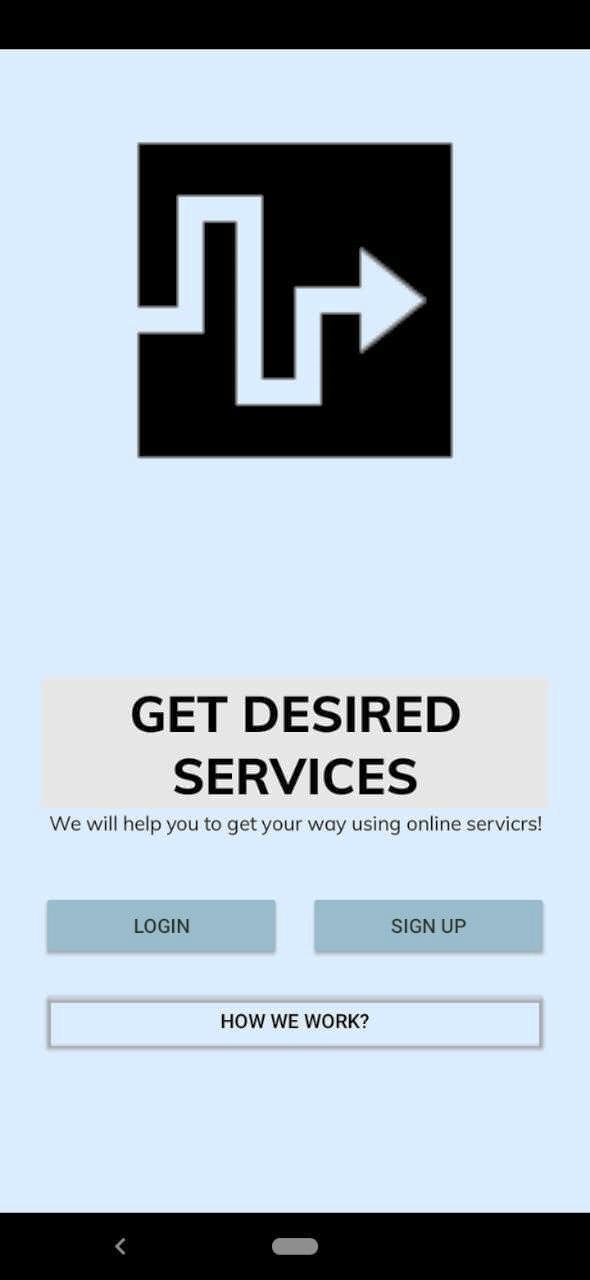 GET DESIRED
SERVICES
We will help you to get your way using online servicrs!
LOGIN
SIGN UP
HOW WE WORK?